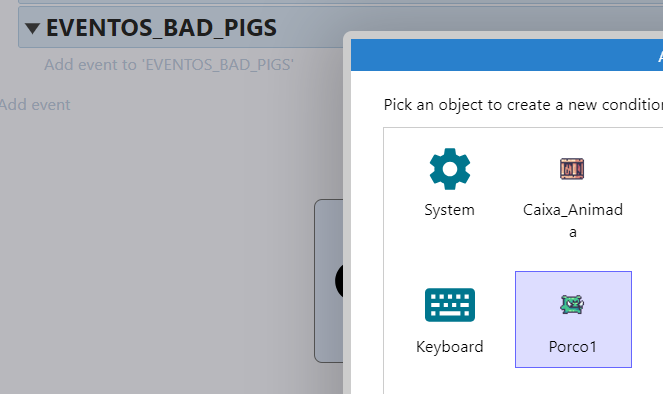 EVENTOS_BAD_PIGS
Add event to 'EVENTOS_BAD_PIGS'
Add event
Pick an object to create a new condition
System
Caixa_Animad
a
Keyboard
Porco1